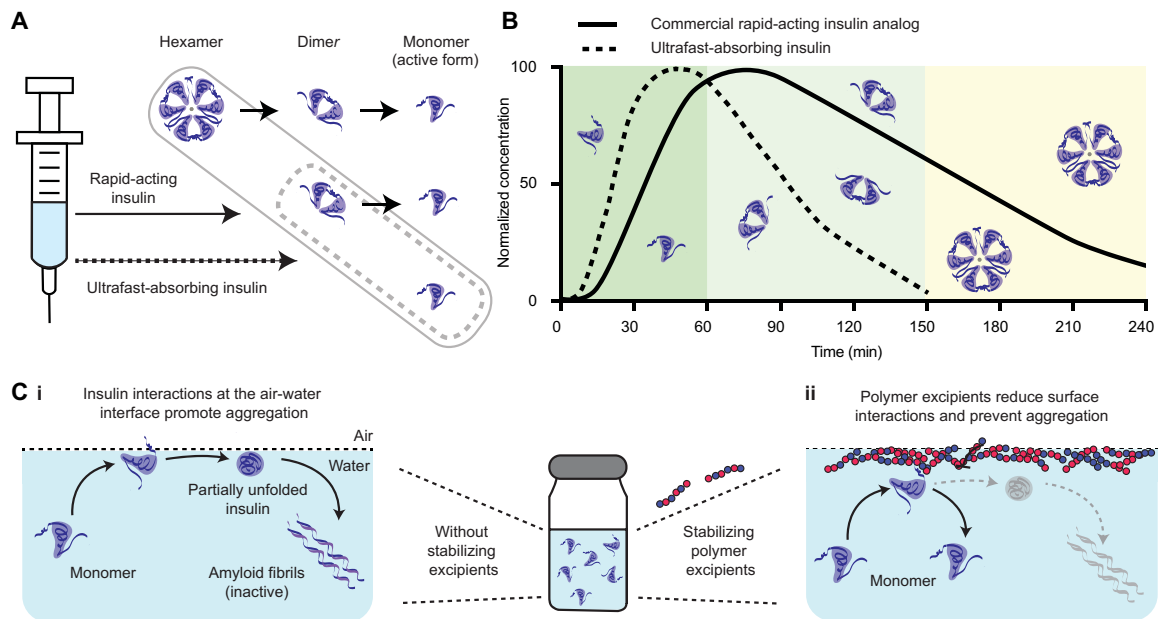 A
Hexamer
Dimer
Monomer
(active form)
Rapid-acting
insulin
Ultrafast-absorbing insulin
B
Commercial rapid-acting insulin analog
Ultrafast-absorbing insulin
Normalized concentration
100
50
0
0
30
60
90
120
150
180
210
240
Time (min)
C
i
Insulin interactions at the air-water
interface promote aggregation
Air
Water
Partially unfolded
insulin
Monomer
Amyloid fibrils
(inactive)
Without
stabilizing
excipients
Stabilizing
polymer
excipients
ii
Polymer excipients reduce surface
interactions and prevent aggregation
Monomer